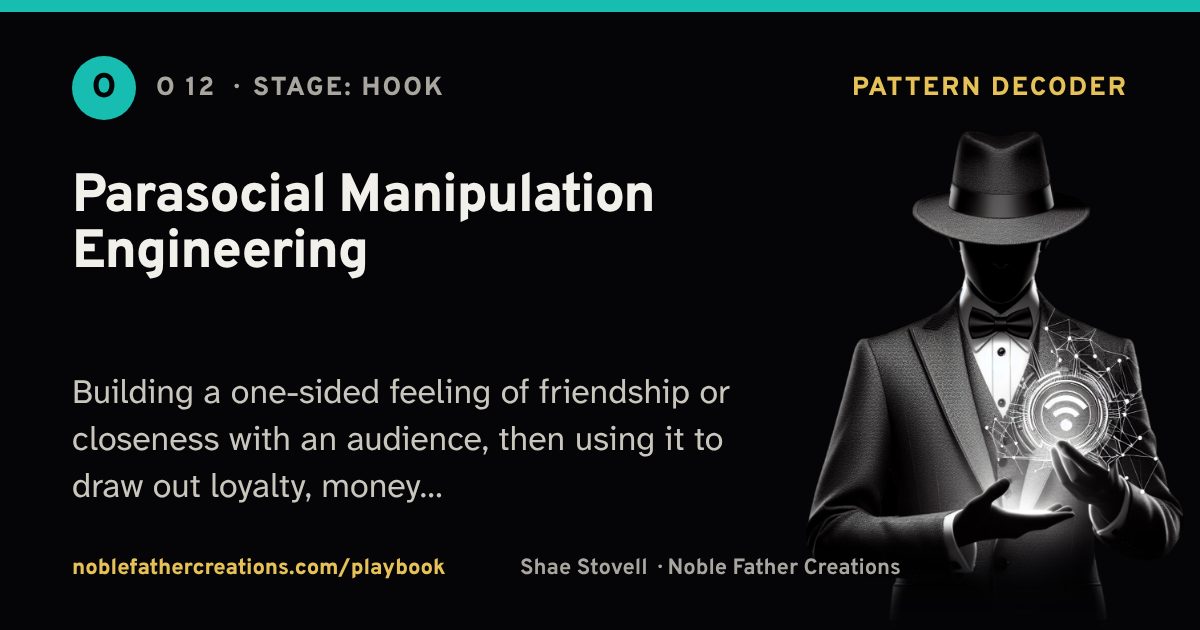 O
O 12 · STAGE: HOOK
PATTERN DECODER
Parasocial Manipulation
Engineering
Building a one-sided feeling of friendship or
closeness with an audience, then using it to
draw out loyalty, money...
noblefathercreations.com/playbook
Shae Stovell · Noble Father Creations